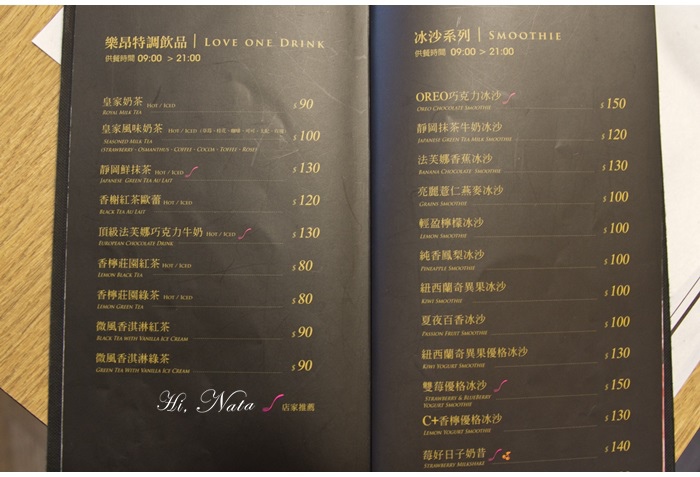 樂昂特調飲品 | LOVE ONE DRINK
供餐時間 09:00 > 21:00
皇家奶茶 HOT / ICED $90
ROYAL MILK TEA
皇家風味奶茶 HOT / ICED $100
SEASONED MILK TEA
(STRAWBERRY - OSMANTHUS - COFFEE - COCOA - TOFFEE - ROSE)
靜岡鮮抹茶 HOT / ICED $130
JAPANESE GREEN TEA AU LAIT
香榭紅茶歐蕾 HOT / ICED $120
BLACK TEA AU LAIT
頂級法芙娜巧克力牛奶 HOT / ICED $130
EUROPEAN CHOCOLATE DRINK
香檸莊園紅茶 HOT / ICED $80
LEMON BLACK TEA
香檸莊園綠茶 HOT / ICED $80
LEMON GREEN TEA
微風香淇淋紅茶 $90
BLACK TEA WITH VANILLA ICE CREAM
微風香淇淋綠茶 $90
GREEN TEA WITH VANILLA ICE CREAM
Hi, Nata 店家推薦
冰沙系列 | SMOOTHIE
供餐時間 09:00 > 21:00
OREO巧克力冰沙 $150
OREO CHOCOLATE SMOOTHIE
靜岡抹茶牛奶冰沙 $120
JAPANESE GREEN TEA MILK SMOOTHIE
法芙娜香蕉冰沙 $130
BANANA CHOCOLATE SMOOTHIE
亮麗薏仁燕麥冰沙 $100
GRAINY SMOOTHIE
輕盈檸檬冰沙 $100
LEMON SMOOTHIE
純香鳳梨冰沙 $100
PINEAPPLE SMOOTHIE
紐西蘭奇異果冰沙 $100
KIWI SMOOTHIE
夏夜百香冰沙 $100
PASSION FRUIT SMOOTHIE
紐西蘭奇異果優格冰沙 $130
KIWI YOGURT SMOOTHIE
雙莓優格冰沙 $150
STRAWBERRY & BLUEBERRY
YOGURT SMOOTHIE
C+香檸優格冰沙 $130
LEMON YOGURT SMOOTHIE
莓好日子奶昔 $140
STRAWBERRY MILKSHAKE